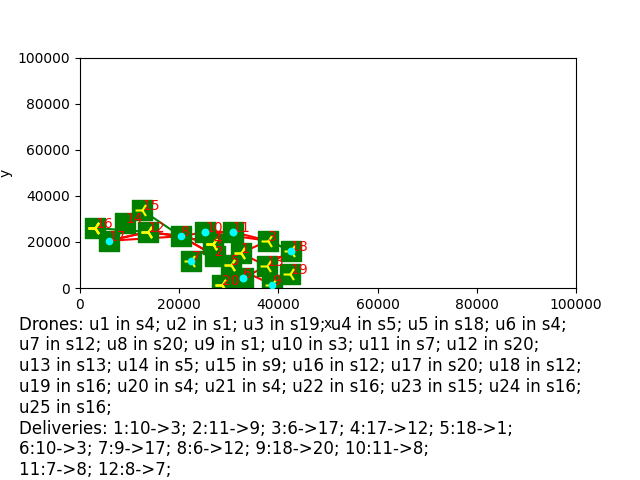 100000
80000
60000
40000
20000
0
y
0 20000 40000 60000 80000 100000
x
Drones: u1 in s4; u2 in s1; u3 in s19; u4 in s5; u5 in s18; u6 in s4;
u7 in s12; u8 in s20; u9 in s1; u10 in s3; u11 in s7; u12 in s20;
u13 in s13; u14 in s5; u15 in s9; u16 in s12; u17 in s20; u18 in s12;
u19 in s16; u20 in s4; u21 in s4; u22 in s16; u23 in s15; u24 in s16;
u25 in s16;
Deliveries: 1:10->3; 2:11->9; 3:6->17; 4:17->12; 5:18->1;
6:10->3; 7:9->17; 8:6->12; 9:18->20; 10:11->8;
11:7->8; 12:8->7;